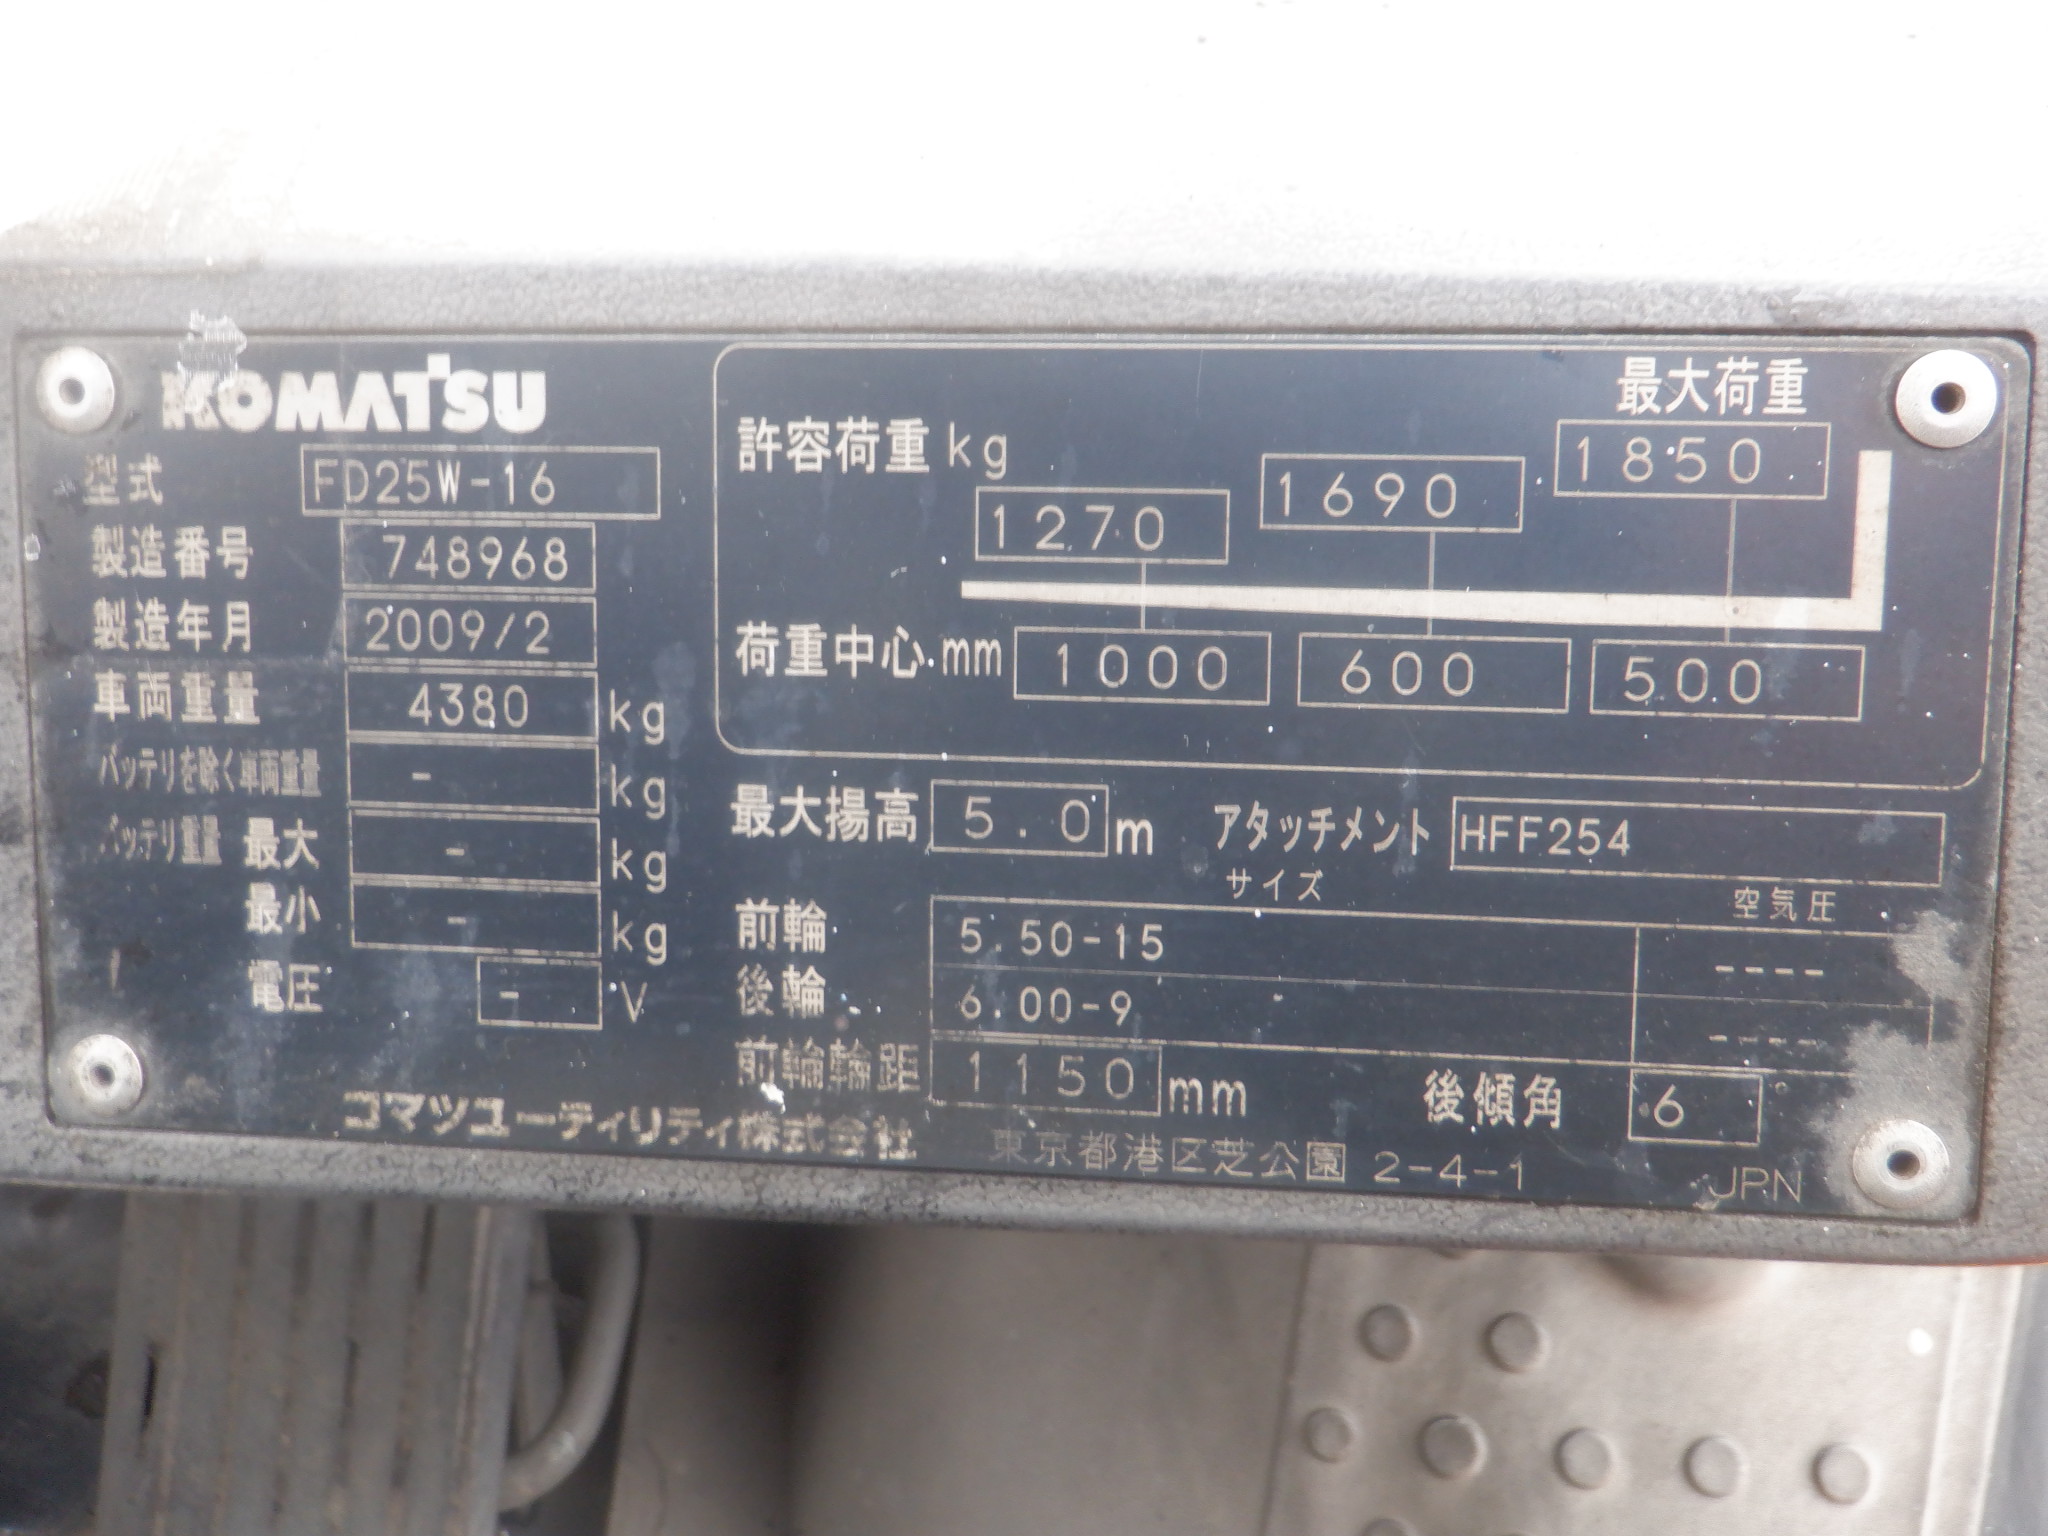 KOMATSU
型式 FD25W-16
製造番号 748968
製造年月 2009/2
車両重量 4380 kg
バッテリを除く車両重量 - kg
バッテリ重量 最大 - kg
最小 - kg
電圧 - V
最大荷重
許容荷重 kg 1270 1690 1850
荷重中心 mm 1000 600 500
最大揚高 5.0 m アタッチメント HFF254
サイズ 空気圧
前輪 5.50-15 ----
後輪 6.00-9 ----
前輪輪距 1150 mm 後傾角 6°
コマツユーティリティ株式会社 東京都港区芝公園 2-4-1 JPN